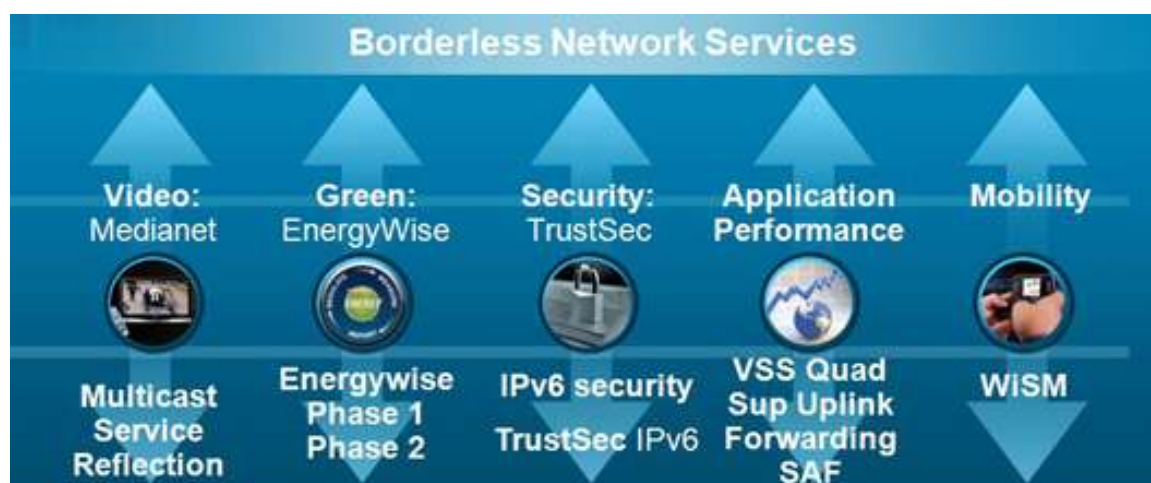 Borderless Network Services
Video:
Medianet
Green:
EnergyWise
Security:
TrustSec
Application
Performance
Mobility
ENERGY
Multicast
Service
Reflection
Energywise
Phase 1
Phase 2
IPv6 security
TrustSec IPv6
VSS Quad
Sup Uplink
Forwarding
SAF
WiSM